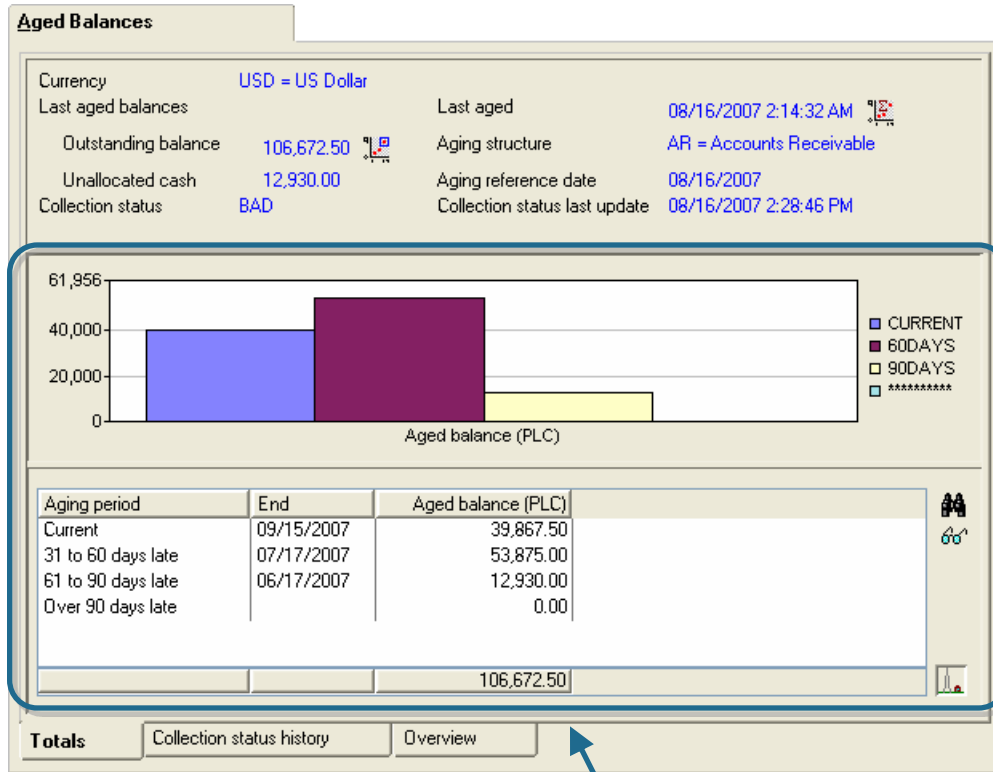 Aged Balances
Currency USD = US Dollar
Last aged balances Last aged 08/16/2007 2:14:32 AM
Outstanding balance 106,672.50 Aging structure AR = Accounts Receivable
Unallocated cash 12,930.00 Aging reference date 08/16/2007
Collection status BAD Collection status last update 08/16/2007 2:28:46 PM
61,956
40,000
20,000
0
Aged balance (PLC)
CURRENT
60DAYS
90DAYS
**********
Aging period End Aged balance (PLC)
Current 09/15/2007 39,867.50
31 to 60 days late 07/17/2007 53,875.00
61 to 90 days late 06/17/2007 12,930.00
Over 90 days late 0.00
106,672.50
Totals Collection status history Overview